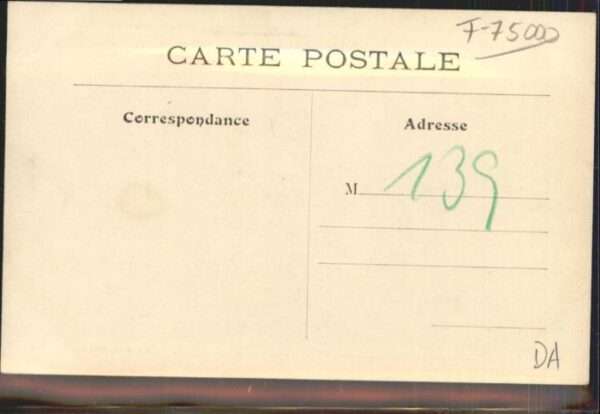 F-75000
CARTE POSTALE
Correspondance
Adresse
M
139
DA